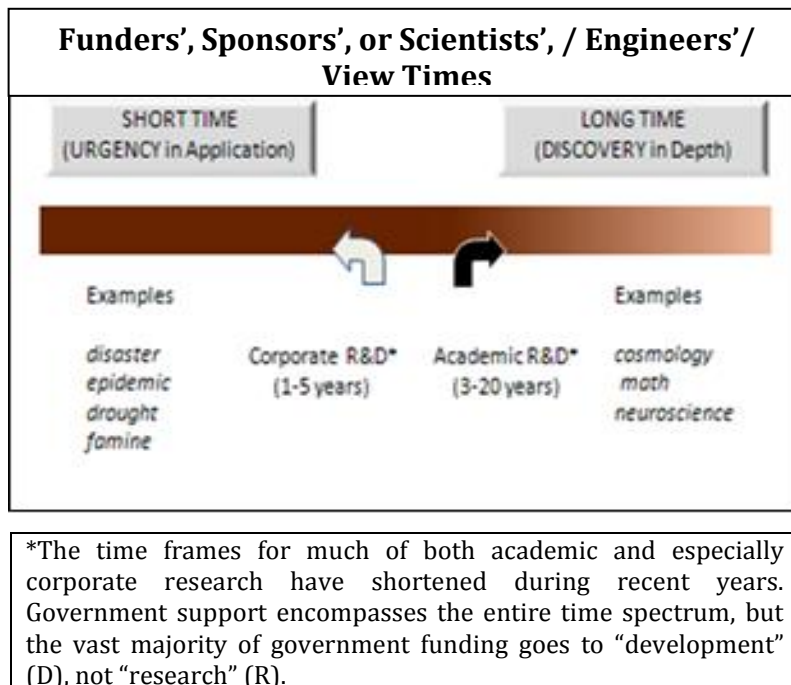 Funders’, Sponsors’, or Scientists’, / Engineers’/
View Times
SHORT TIME
(URGENCY in Application)
LONG TIME
(DISCOVERY in Depth)
Examples
disaster
epidemic
drought
famine
Corporate R&D*
(1-5 years)
Academic R&D*
(3-20 years)
Examples
cosmology
math
neuroscience
*The time frames for much of both academic and especially
corporate research have shortened during recent years.
Government support encompasses the entire time spectrum, but
the vast majority of government funding goes to “development”
(D), not “research” (R).